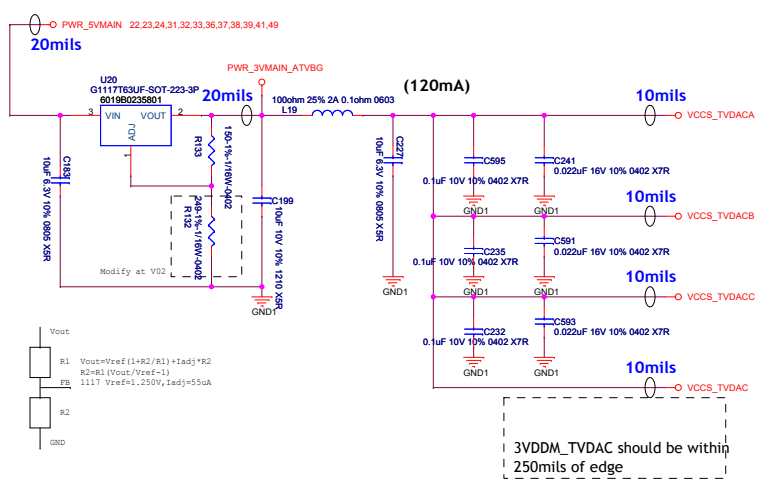 PWR_5VMAIN 22,23,24,31,32,33,36,37,38,39,41,49
20mils
U20
G1117T63UF-SOT-223-3P
6019B0235801
3
VIN
VOUT
2
ADJ
1
20mils
PWR_3VMAIN_ATVBG
100ohm 25% 2A 0.1ohm 0603
L19
(120mA)
10mils
VCCS_TVDACA
C183
10uF 6.3V 10% 0805 X5R
150-1%-1/16W-0402
R133
249-1%-1/16W-0402
R132
Modify at V02
C199
10uF 10V 10% 1210 X5R
GND1
C227
10uF 6.3V 10% 0805 X5R
GND1
C595
0.1uF 10V 10% 0402 X7R
GND1
C241
0.022uF 16V 10% 0402 X7R
GND1
10mils
VCCS_TVDACB
C235
0.1uF 10V 10% 0402 X7R
GND1
C591
0.022uF 16V 10% 0402 X7R
GND1
10mils
VCCS_TVDACC
C232
0.1uF 10V 10% 0402 X7R
GND1
C593
0.022uF 16V 10% 0402 X7R
GND1
10mils
VCCS_TVDAC
Vout
R1
Vout=Vref(1+R2/R1)+Iadj*R2
R2=R1(Vout/Vref-1)
FB
1117 Vref=1.250V,Iadj=55uA
R2
GND
3VDDM_TVDAC should be within
250mils of edge